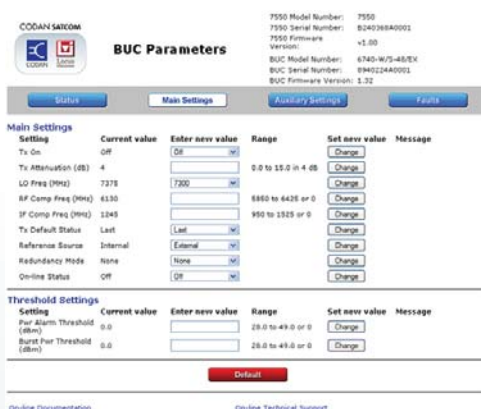 CODAN SATCOM
CODAN
BUC Parameters
7550 Model Number: 7550
7550 Serial Number: B240368A0001
7550 Firmware Version: v1.00
BUC Model Number: 6740-W/S-48/EX
BUC Serial Number: 8940224A0001
BUC Firmware Version: 1.32
Status Main Settings Auxiliary Settings Faults
Main Settings
Setting Current value Enter new value Range Set new value Message
Tx On Off Off Change
Tx Attenuation (dB) 4 0.0 to 15.0 in 4 dB Change
LO Freq (MHz) 7375 7300 Change
RF Comp Freq (MHz) 6130 5850 to 6425 or 0 Change
IF Comp Freq (MHz) 1245 950 to 1525 or 0 Change
Tx Default Status Last Last Change
Reference Source Internal External Change
Redundancy Mode None None Change
On-line Status Off Off Change
Threshold Settings
Setting Current value Enter new value Range Set new value Message
Pwr Alarm Threshold (dBm) 0.0 28.0 to 49.0 or 0 Change
Burst Pwr Threshold (dBm) 0.0 28.0 to 49.0 or 0 Change
Default
On-line Documentation On-line Technical Support